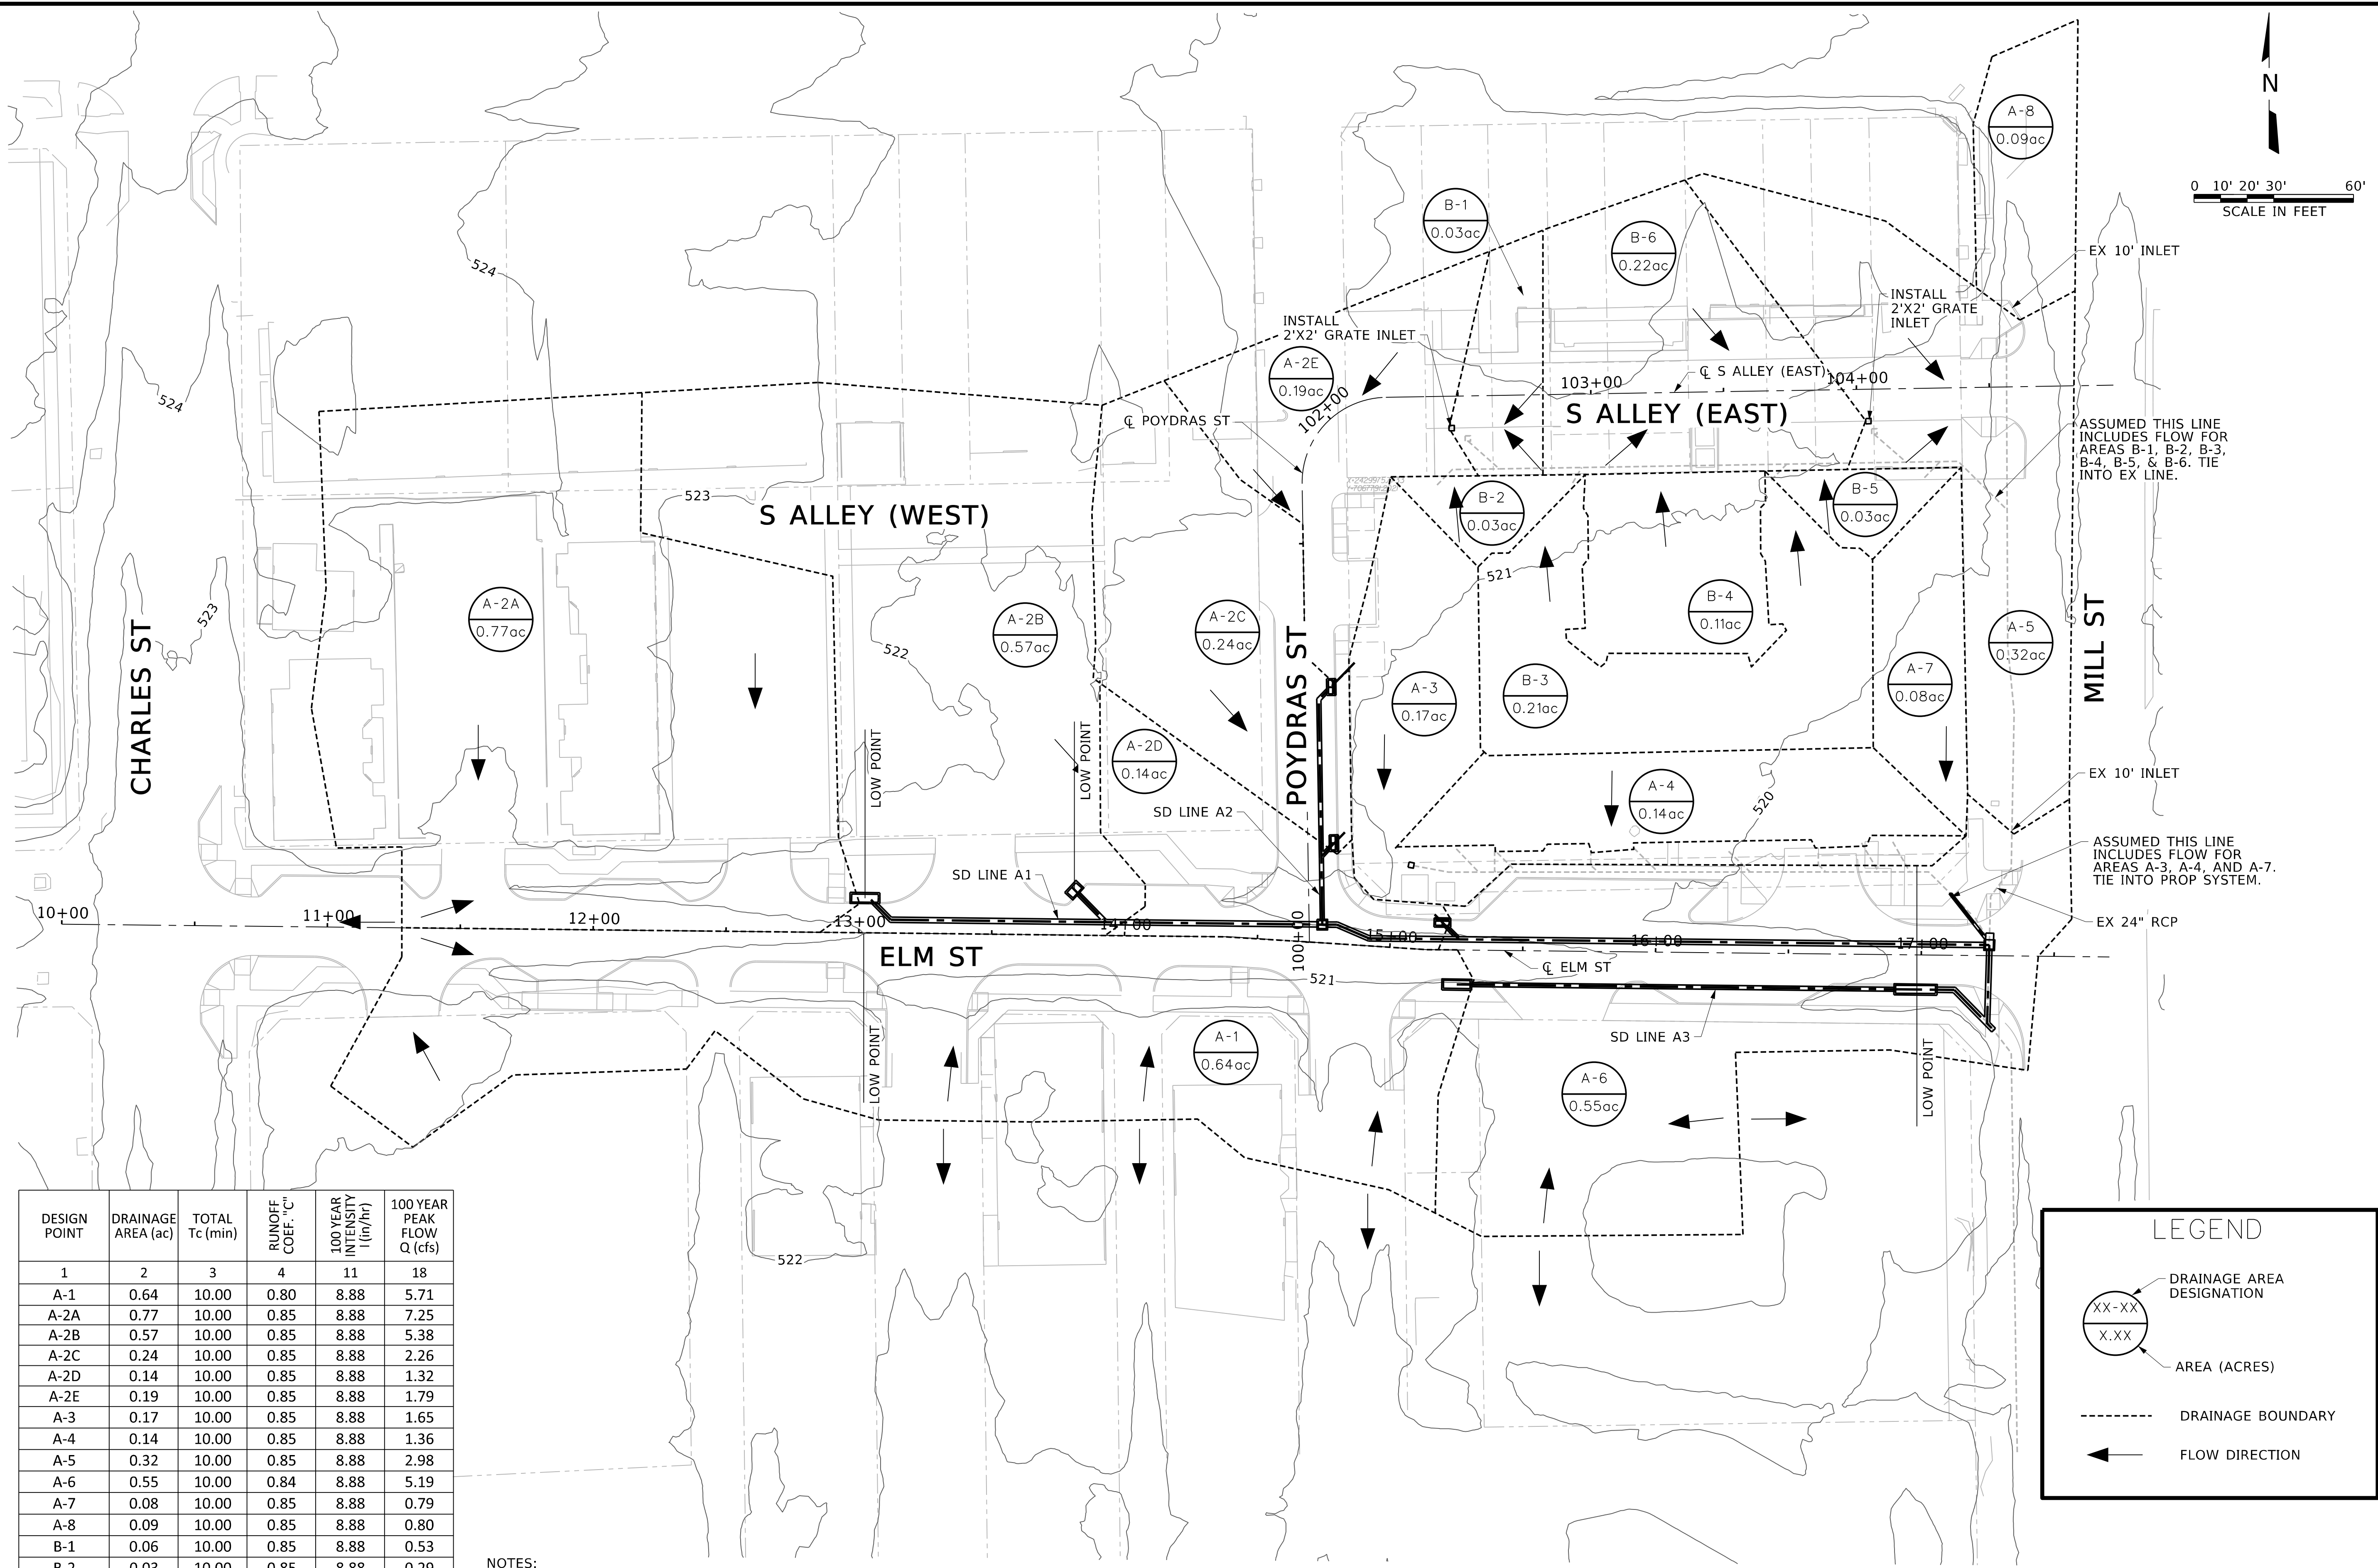 N
0 10' 20' 30' 60'
SCALE IN FEET
A-8
0.09ac
B-1
0.03ac
B-6
0.22ac
EX 10' INLET
INSTALL
2'X2' GRATE
INLET
INSTALL
2'X2' GRATE INLET
A-2E
0.19ac
524
524
523
523
522
℄ S ALLEY (EAST)
102+00
103+00
104+00
S ALLEY (EAST)
℄ POYDRAS ST
ASSUMED THIS LINE
INCLUDES FLOW FOR
AREAS B-1, B-2, B-3,
B-4, B-5, & B-6. TIE
INTO EX LINE.
S ALLEY (WEST)
B-2
0.03ac
B-5
0.03ac
521
A-2A
0.77ac
A-2B
0.57ac
A-2C
0.24ac
B-4
0.11ac
A-5
0.32ac
CHARLES ST
POYDRAS ST
MILL ST
A-3
0.17ac
B-3
0.21ac
A-7
0.08ac
A-2D
0.14ac
LOW POINT
LOW POINT
SD LINE A2
A-4
0.14ac
520
EX 10' INLET
ASSUMED THIS LINE
INCLUDES FLOW FOR
AREAS A-3, A-4, AND A-7.
TIE INTO PROP SYSTEM.
SD LINE A1
EX 24" RCP
10+00
11+00
12+00
13+00
14+00
15+00
16+00
17+00
100+00
ELM ST
℄ ELM ST
521
SD LINE A3
LOW POINT
LOW POINT
A-1
0.64ac
A-6
0.55ac
522
DESIGN POINT DRAINAGE AREA (ac) TOTAL Tc (min) RUNOFF COEF. "C" 100 YEAR INTENSITY I (in/hr) 100 YEAR PEAK FLOW Q (cfs)
1 2 3 4 11 18
A-1 0.64 10.00 0.80 8.88 5.71
A-2A 0.77 10.00 0.85 8.88 7.25
A-2B 0.57 10.00 0.85 8.88 5.38
A-2C 0.24 10.00 0.85 8.88 2.26
A-2D 0.14 10.00 0.85 8.88 1.32
A-2E 0.19 10.00 0.85 8.88 1.79
A-3 0.17 10.00 0.85 8.88 1.65
A-4 0.14 10.00 0.85 8.88 1.36
A-5 0.32 10.00 0.85 8.88 2.98
A-6 0.55 10.00 0.84 8.88 5.19
A-7 0.08 10.00 0.85 8.88 0.79
A-8 0.09 10.00 0.85 8.88 0.80
B-1 0.06 10.00 0.85 8.88 0.53
B-2 0.03 10.00 0.85 8.88 0.29
NOTES:
LEGEND
DRAINAGE AREA
DESIGNATION
XX-XX
X.XX
AREA (ACRES)
DRAINAGE BOUNDARY
FLOW DIRECTION